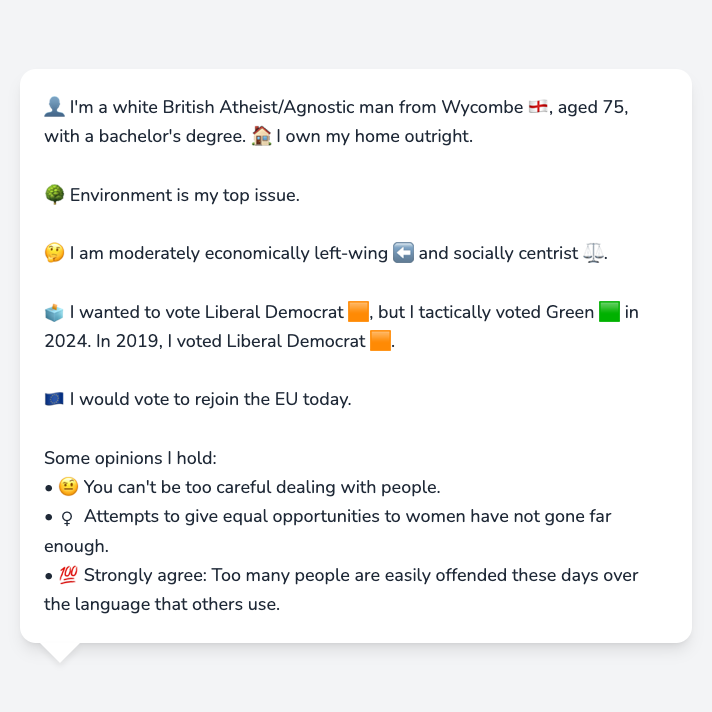 👤 I'm a white British Atheist/Agnostic man from Wycombe 🏴󠁧󠁢󠁥󠁮󠁧󠁿, aged 75,
with a bachelor's degree. 🏠 I own my home outright.
🌳 Environment is my top issue.
🤔 I am moderately economically left-wing ⬅️ and socially centrist ⚖️.
🗳️ I wanted to vote Liberal Democrat 🟧, but I tactically voted Green 🟩 in
2024. In 2019, I voted Liberal Democrat 🟧.
🇪🇺 I would vote to rejoin the EU today.
Some opinions I hold:
• 🤨 You can't be too careful dealing with people.
• ♀ Attempts to give equal opportunities to women have not gone far
enough.
• 💯 Strongly agree: Too many people are easily offended these days over
the language that others use.